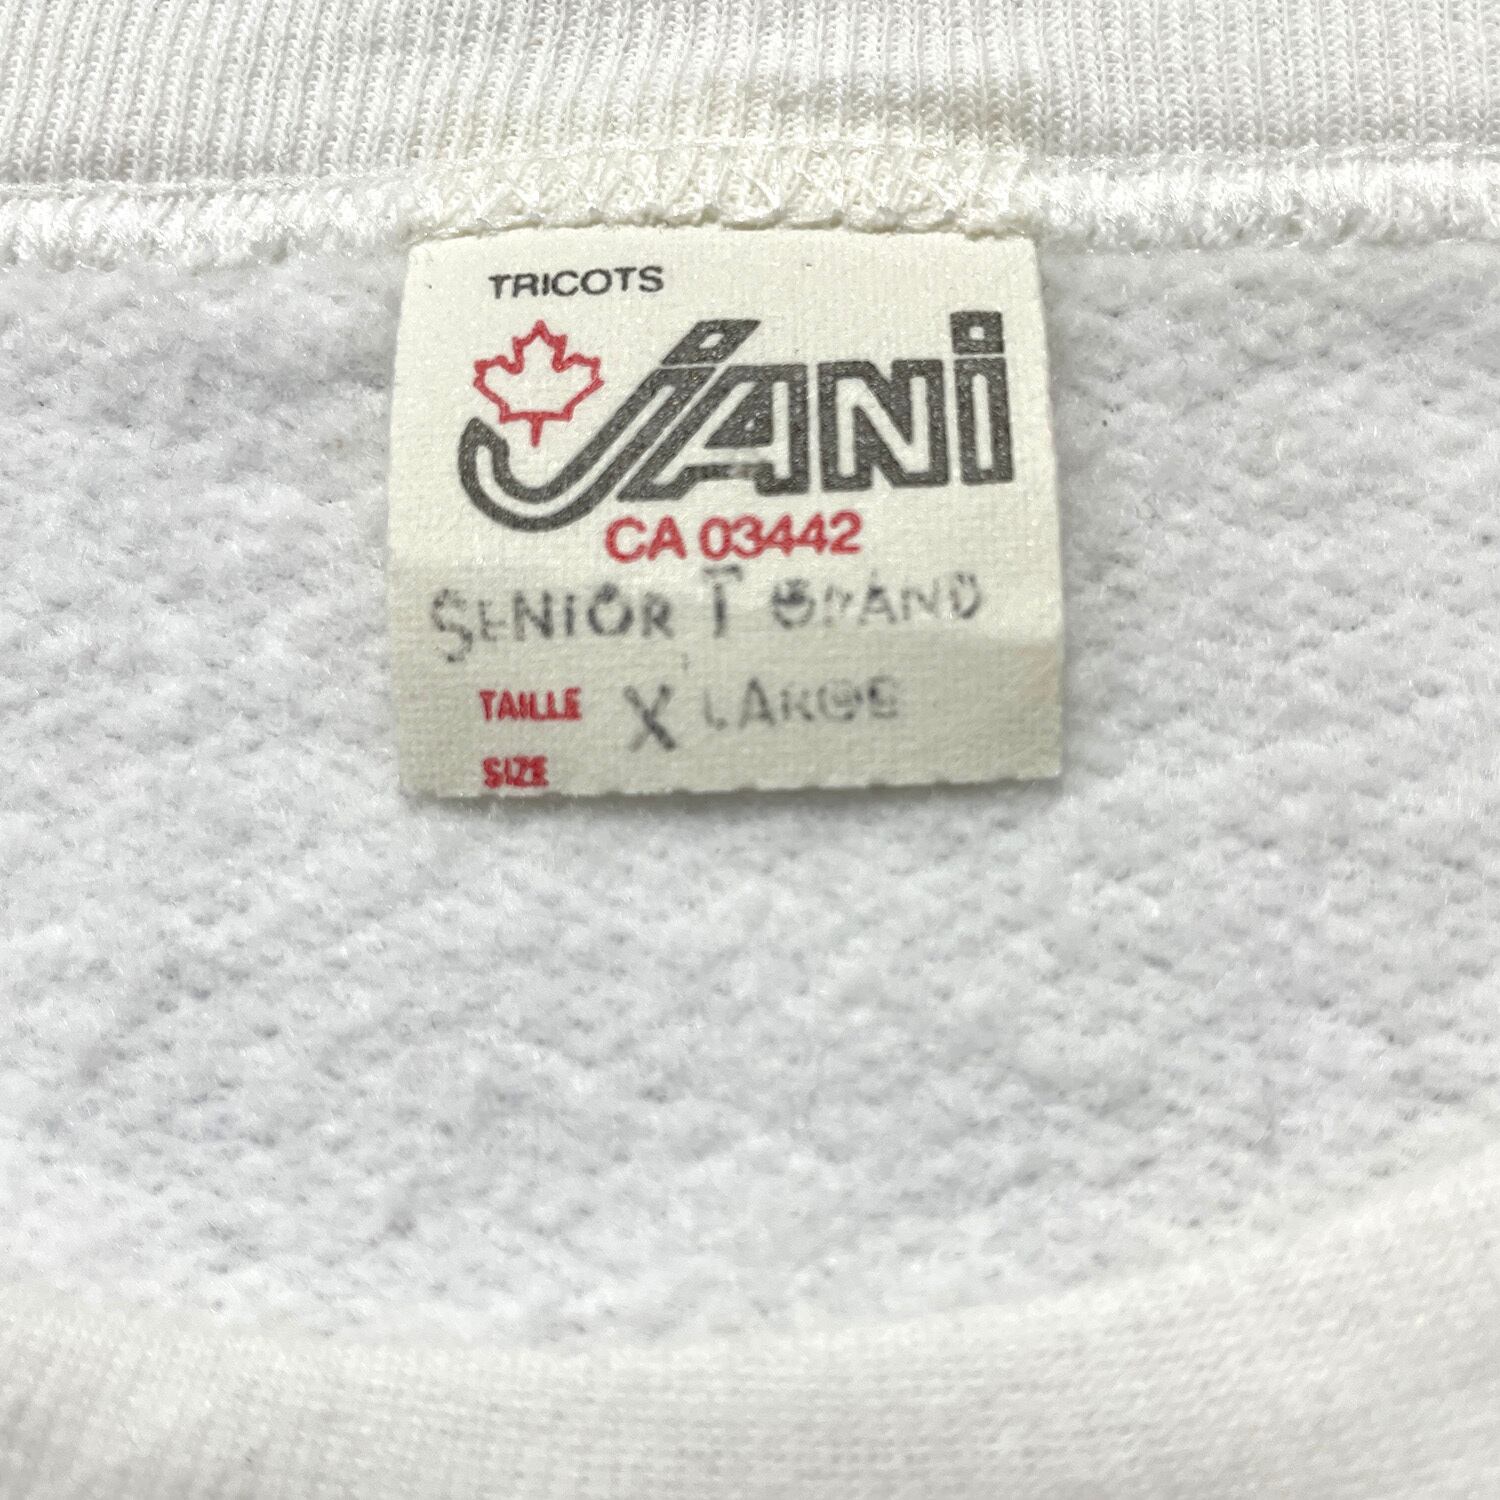 TRICOTS
JANI
CA 03442
SENIOR T GRAND
TAILLE X LARGE
SIZE